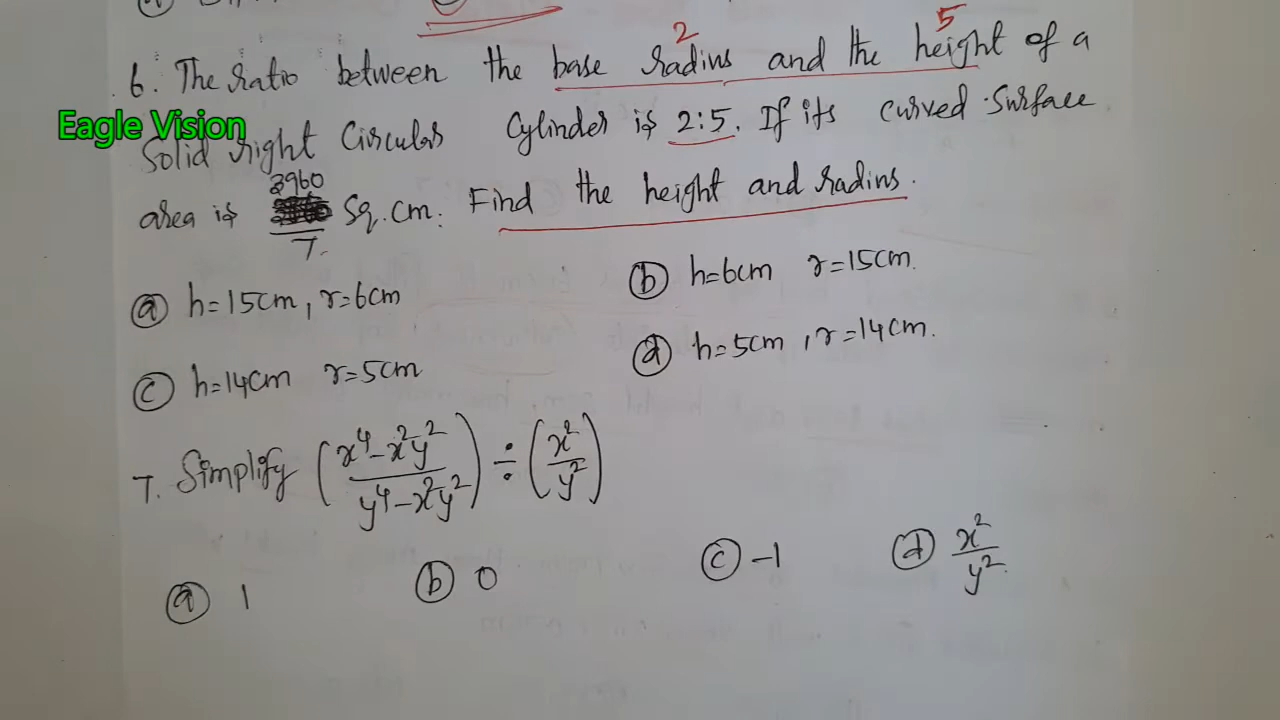 2 5
6. The ratio between the base radius and the height of a
Eagle Vision
Solid right Circular Cylinder is 2:5. If its curved surface
area is 3960/7 Sq.cm. Find the height and radius.
(a) h=15cm, r=6cm (b) h=6cm r=15cm.
(c) h=14cm r=5cm (d) h=5cm, r=14cm.
7. Simplify (x⁴-x²y²/y⁴-x²y²) ÷ (x²/y²)
(a) 1 (b) 0 (c) -1 (d) x²/y²